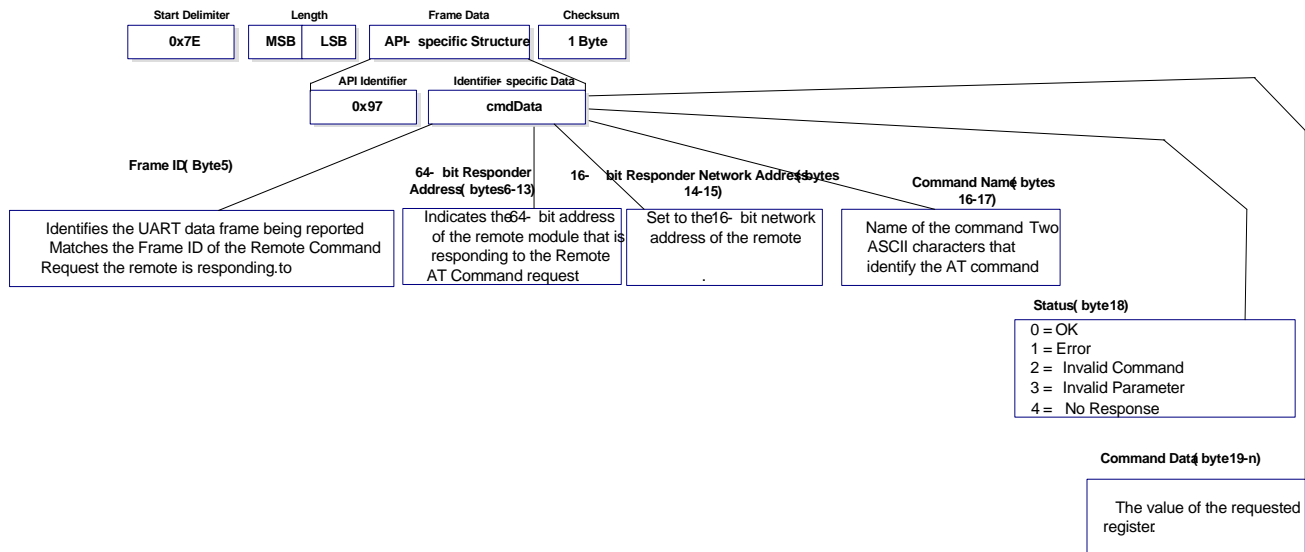 Start Delimiter Length Frame Data Checksum
0x7E MSB LSB API- specific Structure 1 Byte
API Identifier Identifier- specific Data
0x97 cmdData
Frame ID( Byte5)
Identifies the UART data frame being reported
Matches the Frame ID of the Remote Command
Request the remote is responding.to
64- bit Responder
Address( bytes6-13)
Indicates the64- bit address
of the remote module that is
responding to the Remote
AT Command request
16- bit Responder Network Address( bytes
14-15)
Set to the16- bit network
address of the remote
.
Command Name( bytes
16-17)
Name of the command Two
ASCII characters that
identify the AT command
Status( byte18)
0 = OK
1 = Error
2 = Invalid Command
3 = Invalid Parameter
4 = No Response
Command Data( byte19-n)
The value of the requested
register.